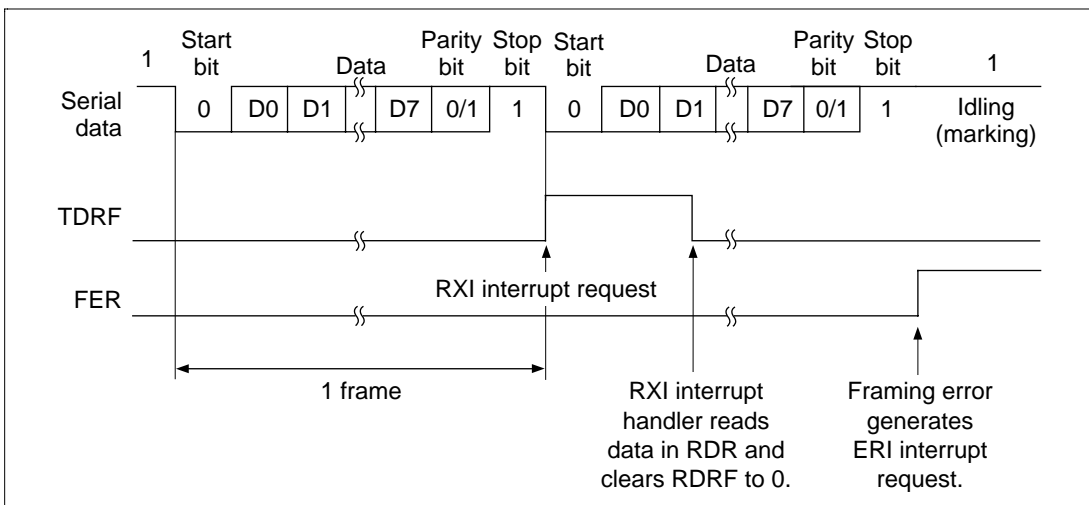 1 Start bit Data Parity bit Stop bit Start bit Data Parity bit Stop bit 1
Serial data 0 D0 D1 D7 0/1 1 0 D0 D1 D7 0/1 1 Idling (marking)
TDRF
RXI interrupt request
FER
1 frame
RXI interrupt
handler reads
data in RDR and
clears RDRF to 0.
Framing error
generates
ERI interrupt
request.